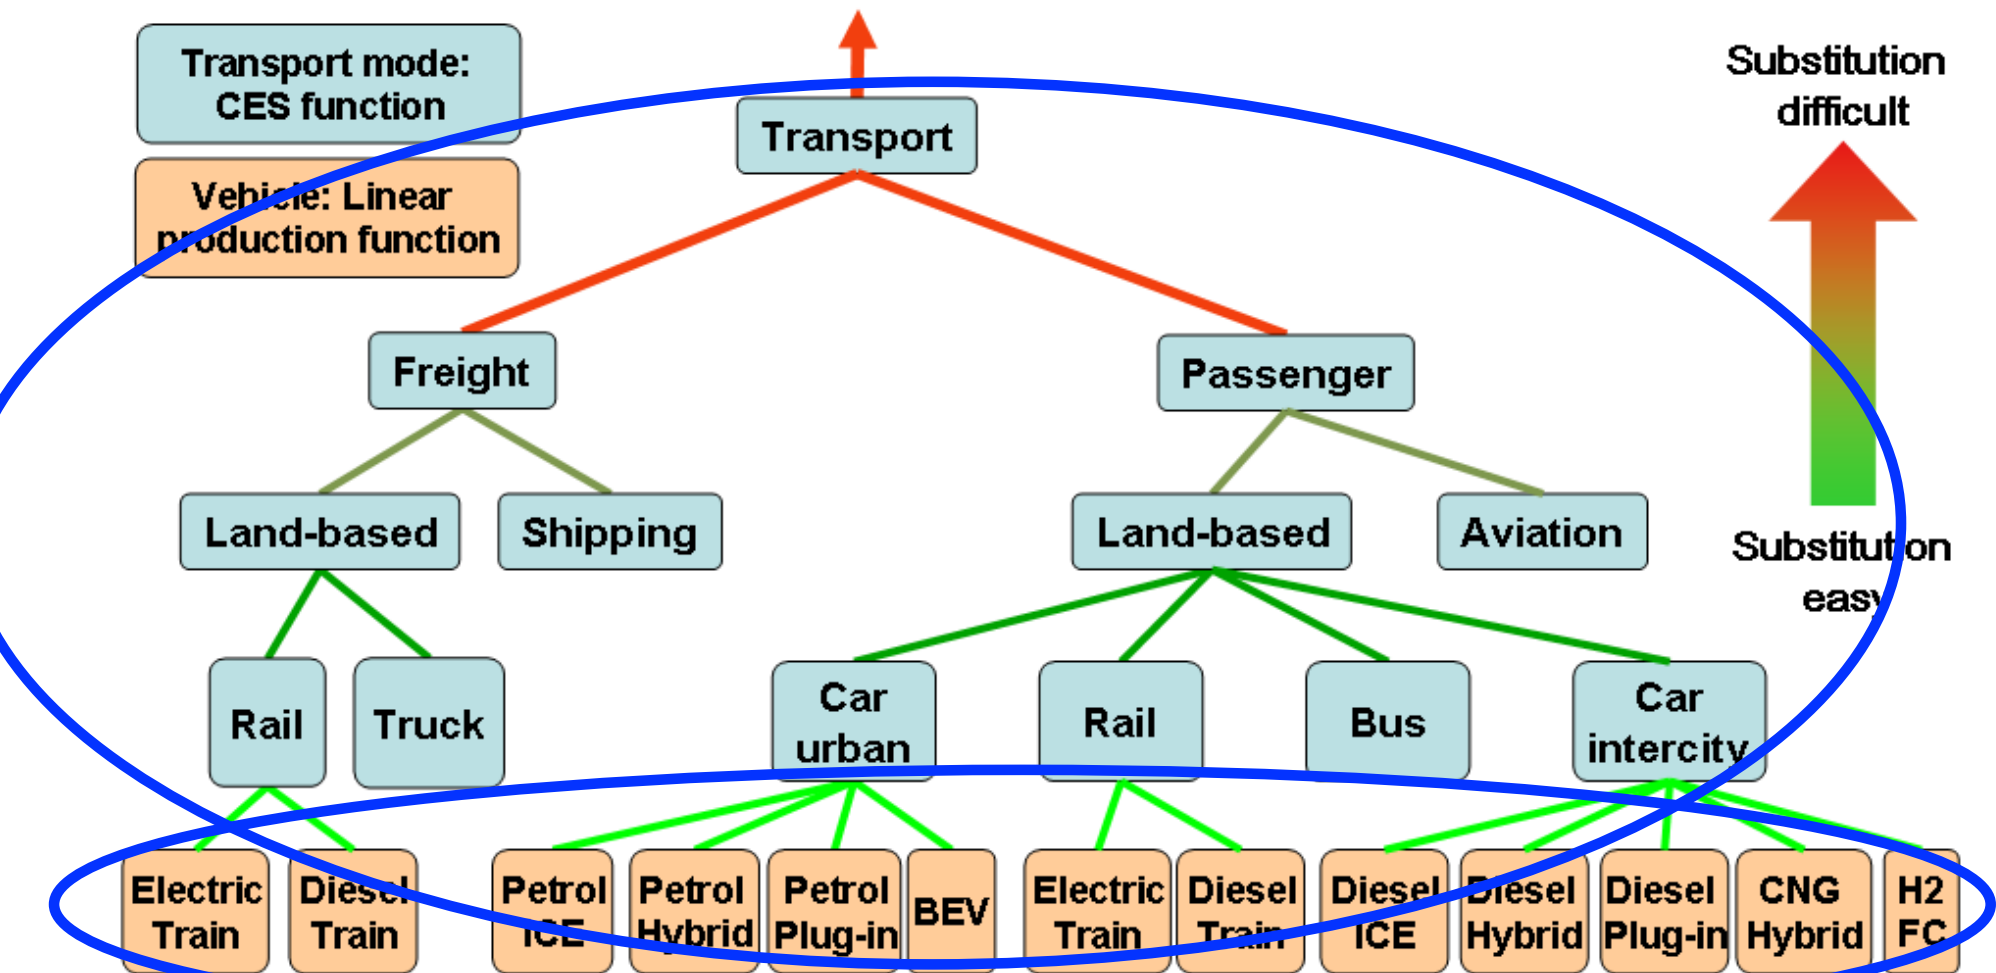 Transport mode:
CES function
Vehicle: Linear
production function
Substitution
difficult
Transport
Freight
Passenger
Land-based
Shipping
Land-based
Aviation
Substitution
easy
Rail
Truck
Car
urban
Rail
Bus
Car
intercity
Electric
Train
Diesel
Train
Petrol
ICE
Petrol
Hybrid
Petrol
Plug-in
BEV
Electric
Train
Diesel
Train
Diesel
ICE
Diesel
Hybrid
Diesel
Plug-in
CNG
Hybrid
H2
FC